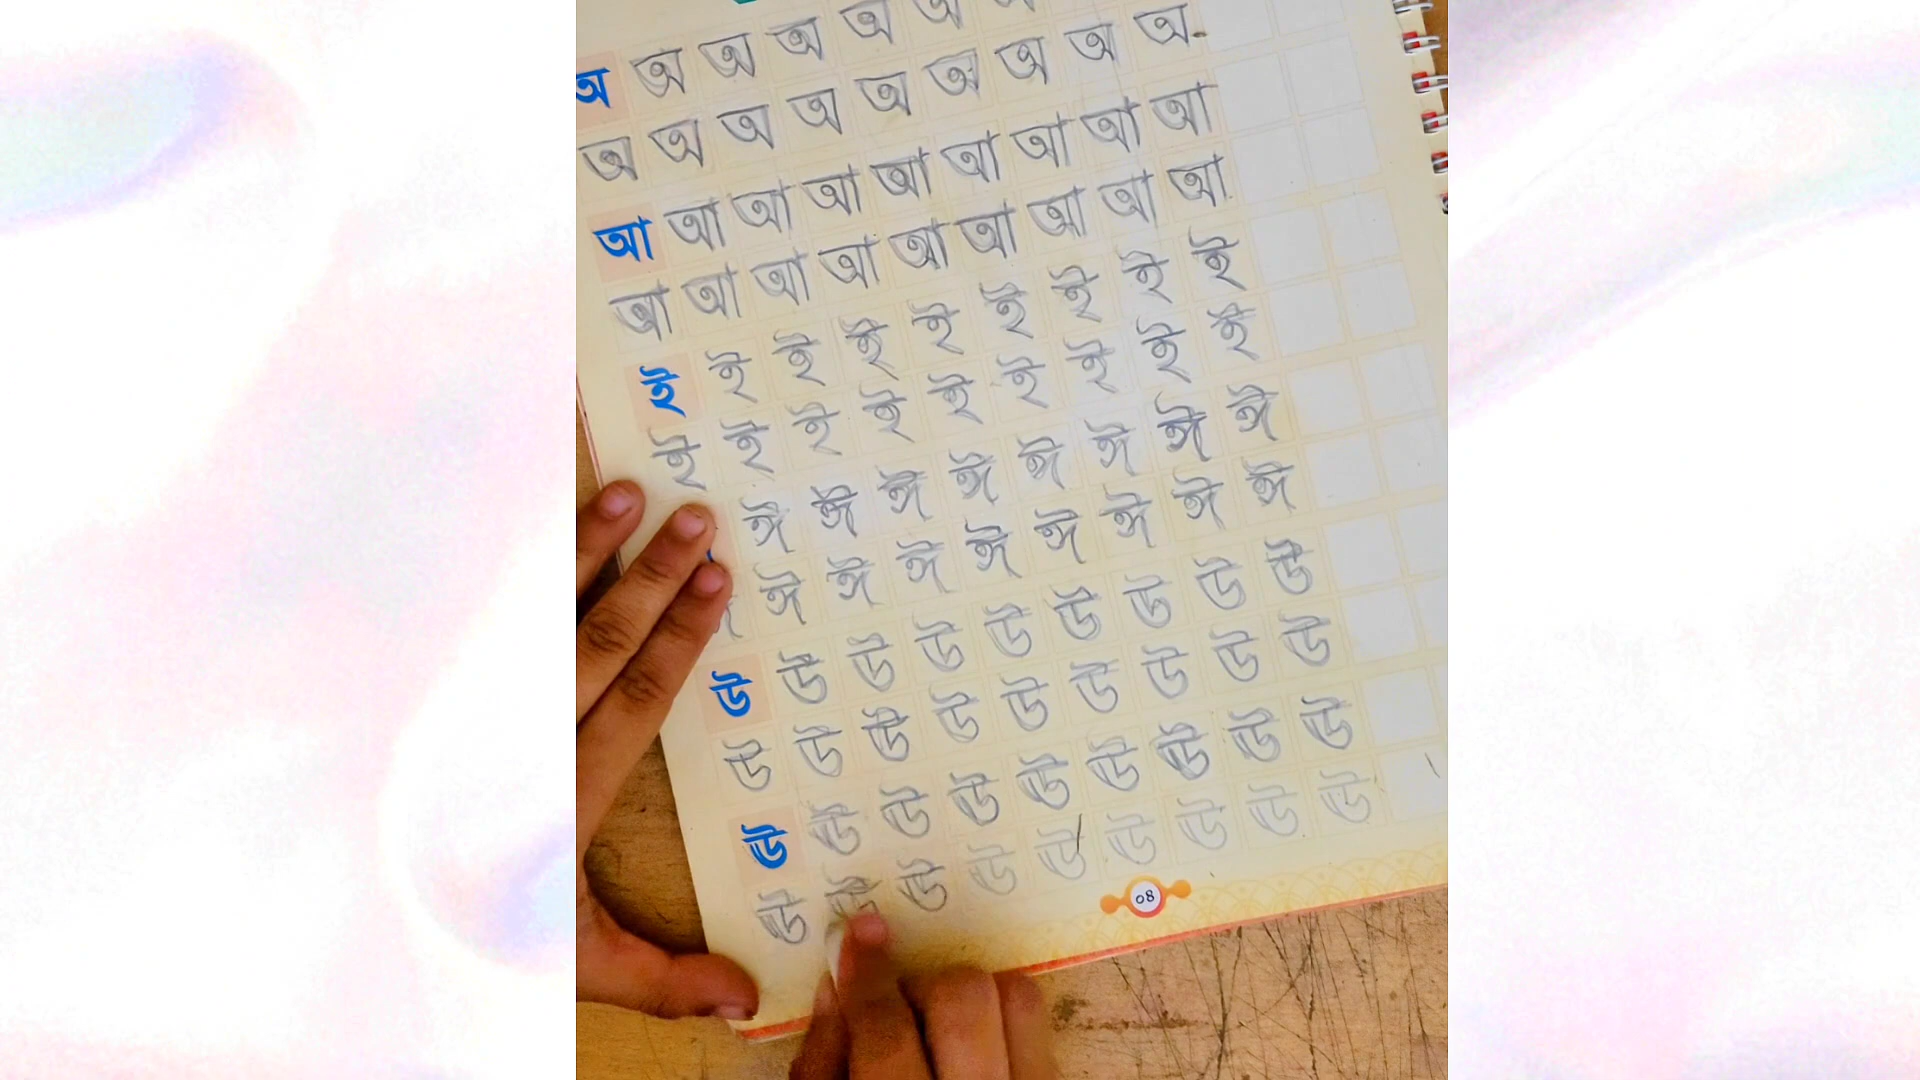 অ অ অ অ অ অ অ
অ অ অ অ অ অ অ অ অ
আ আ আ আ আ আ আ আ আ
আ আ আ আ আ আ আ আ আ
ই ই ই ই ই ই ই ই ই
ই ই ই ই ই ই ই ই ই
ঈ ঈ ঈ ঈ ঈ ঈ ঈ ঈ
ঈ ঈ ঈ ঈ ঈ ঈ ঈ ঈ
উ উ উ উ উ উ উ উ উ
উ উ উ উ উ উ উ উ উ
ঊ ঊ ঊ ঊ ঊ ঊ ঊ ঊ ঊ
ঊ ঊ ঊ ঊ ঊ ঊ ঊ ঊ ঊ
০৪